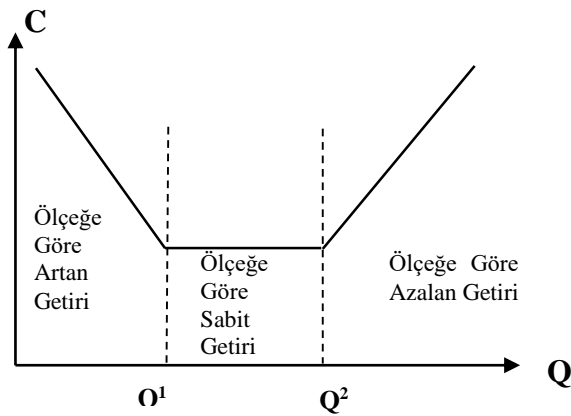 C
Ölçeğe
Göre
Artan
Getiri
Ölçeğe
Göre
Sabit
Getiri
Ölçeğe Göre
Azalan Getiri
Q
Q¹
Q²